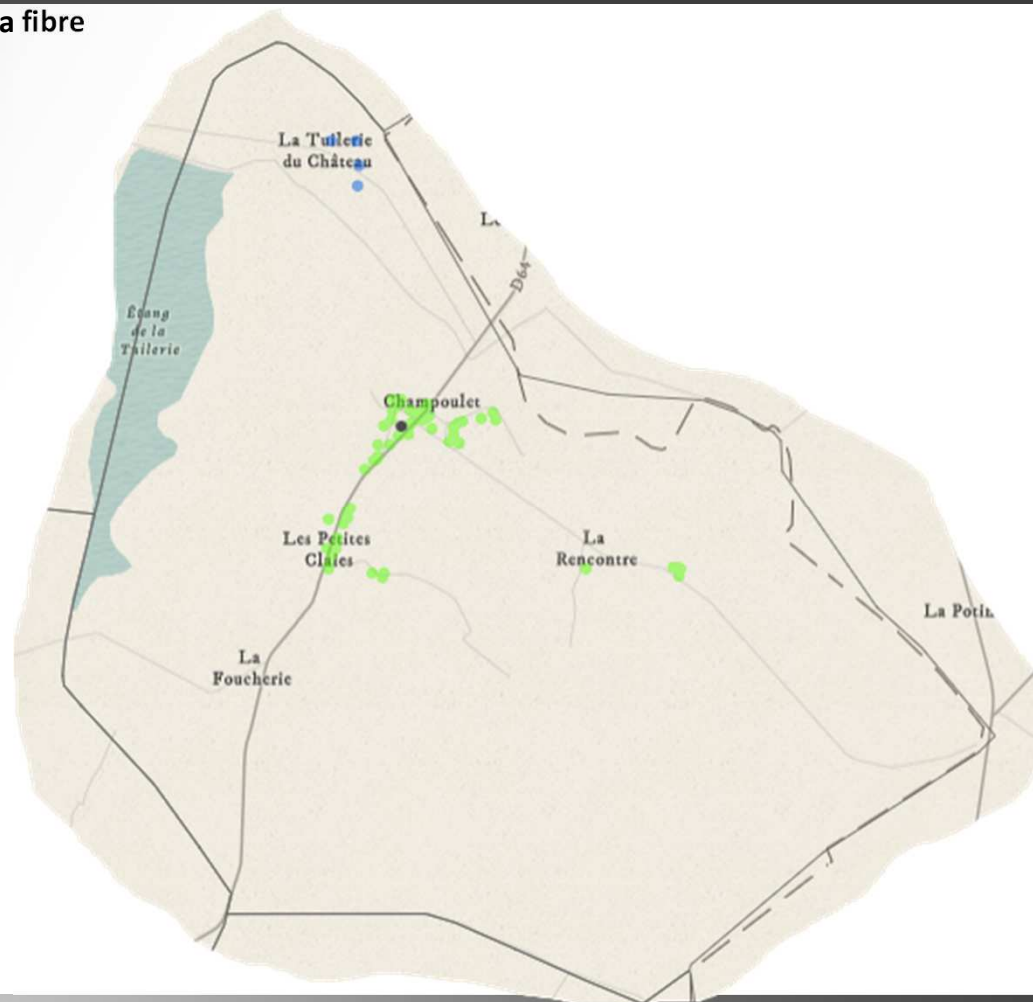 a fibre
La Tuilerie
du Château
D64
Étang
de la
Tuilerie
Champoulet
Les Petites
Claies
La
Rencontre
La
Foucherie